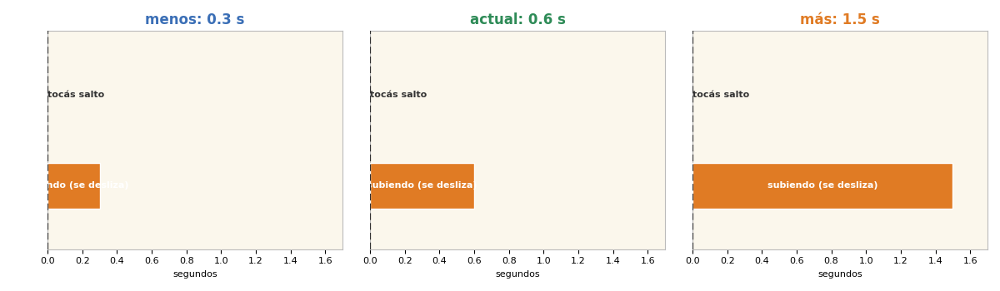 menos: 0.3 s
tocás salto
ndo (se desliza)
0.0 0.2 0.4 0.6 0.8 1.0 1.2 1.4 1.6
segundos
actual: 0.6 s
tocás salto
subiendo (se desliza)
0.0 0.2 0.4 0.6 0.8 1.0 1.2 1.4 1.6
segundos
más: 1.5 s
tocás salto
subiendo (se desliza)
0.0 0.2 0.4 0.6 0.8 1.0 1.2 1.4 1.6
segundos